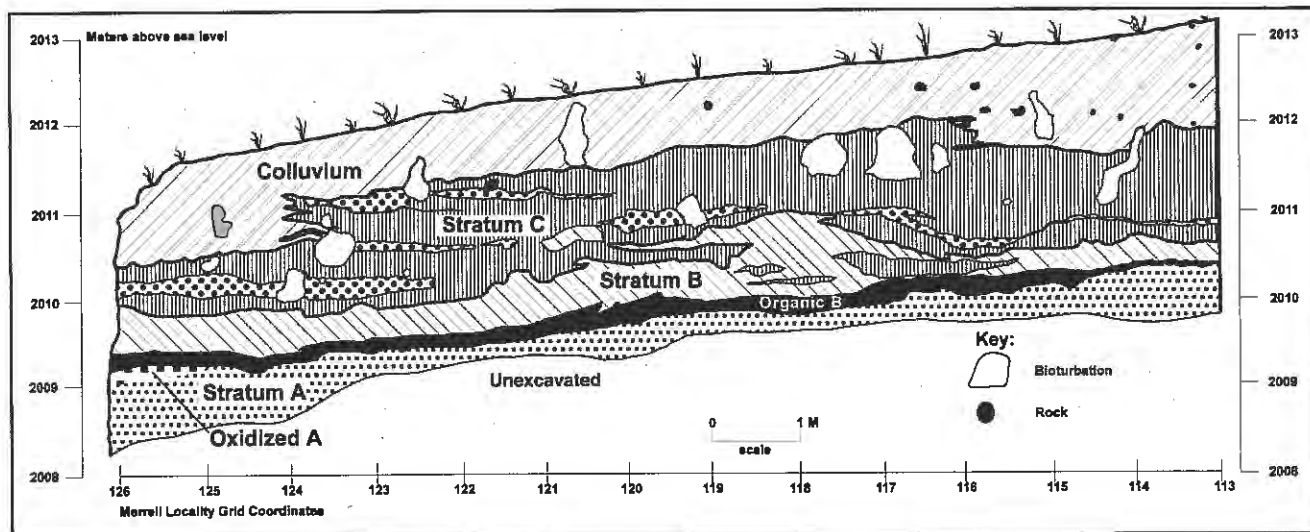 2013
Meters above sea level
2013
2012
2012
Colluvium
2011
Stratum C
2011
Stratum B
2010
Organic B
2010
Key:
Bioturbation
Unexcavated
2009
Stratum A
2009
Rock
0 1 M
scale
Oxidized A
2008
2008
126 125 124 123 122 121 120 119 118 117 116 115 114 113
Merrell Locality Grid Coordinates